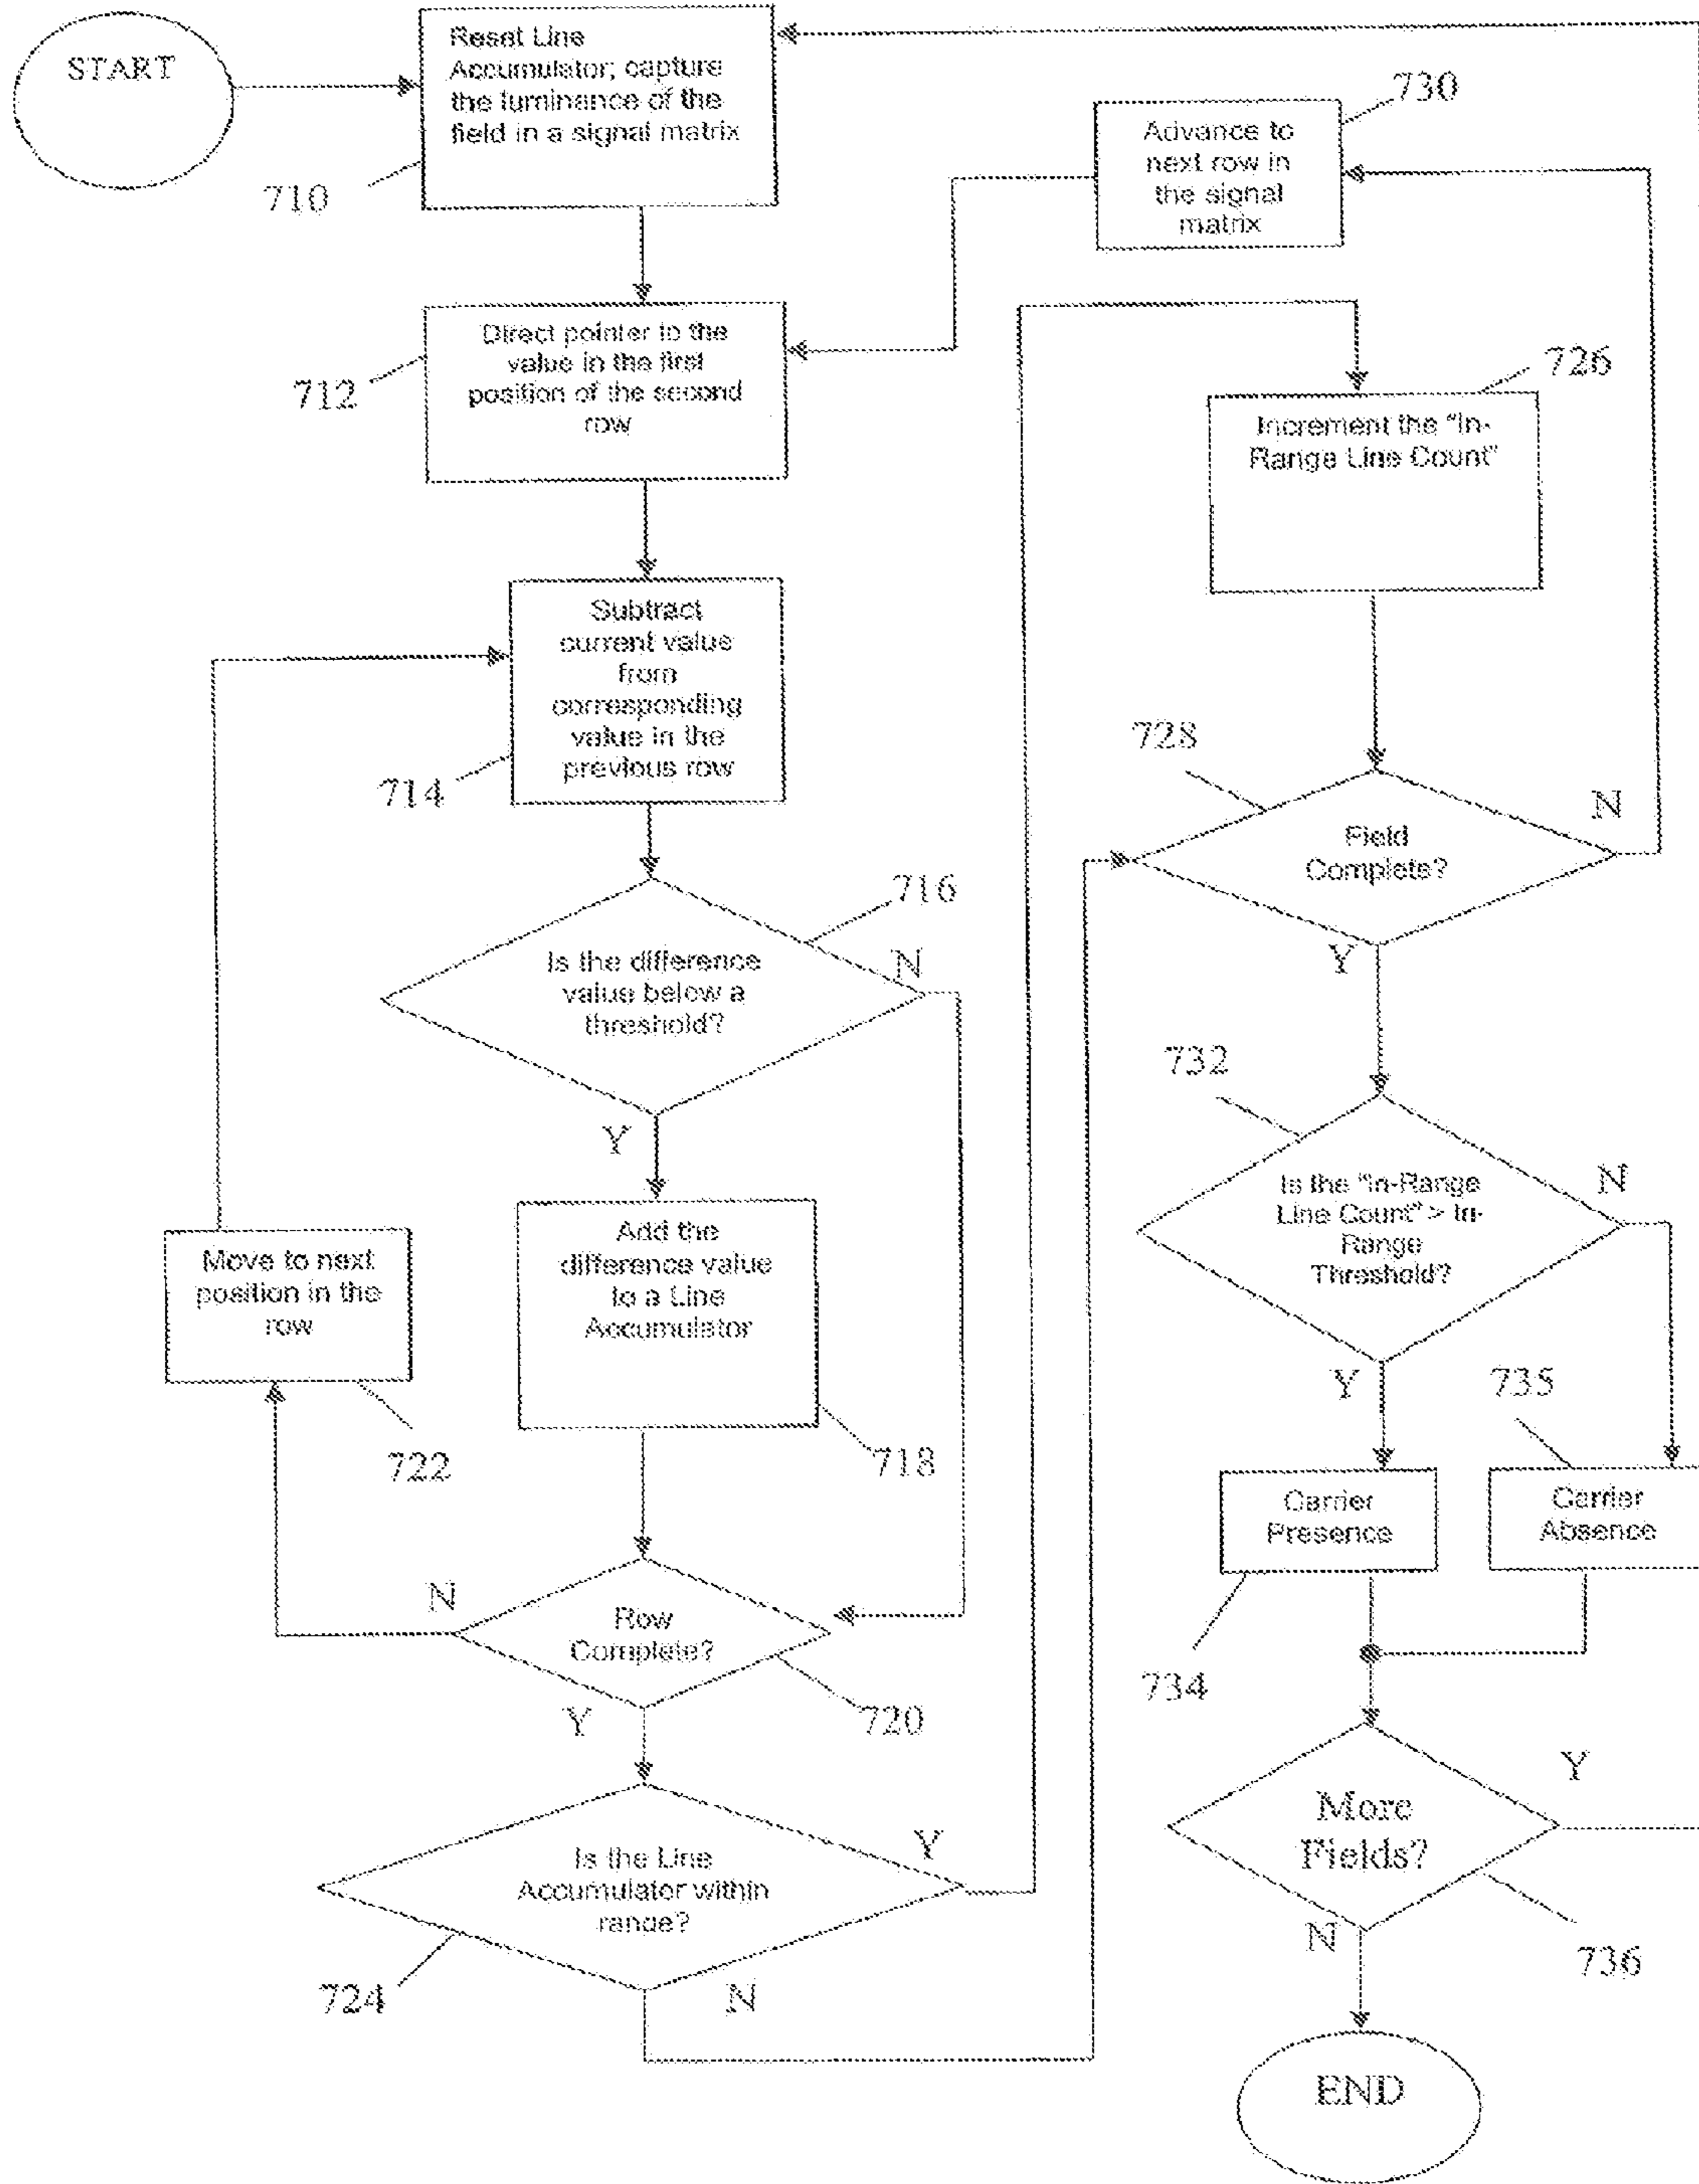 START
Reset Line
Accumulator; capture
the luminance of the
field in a signal matrix
710
730
Advance to
next row in
the signal
matrix
Direct pointer to the
value in the first
position of the second
row
712
726
Increment the "In-
Range Line Count"
Subtract
current value
from
corresponding
value in the
previous row
714
728
Field
Complete?
N
Y
716
Is the difference
value below a
threshold?
N
Y
732
Is the "In-Range
Line Count" > In-
Range
Threshold?
N
Y
Add the
difference value
to a Line
Accumulator
718
Move to next
position in the
row
722
735
Carrier
Presence
734
Carrier
Absence
Row
Complete?
N
Y
720
More
Fields?
Y
N
736
Is the Line
Accumulator within
range?
Y
N
724
END